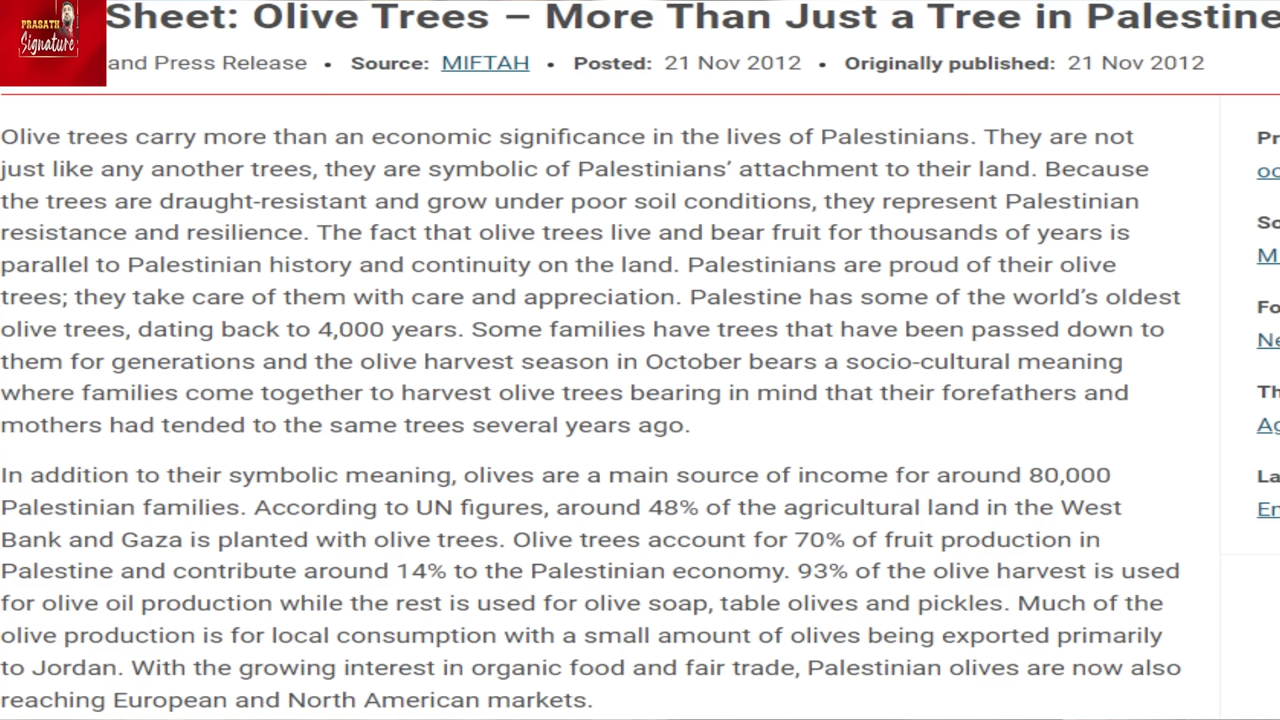 PRASATH
Signature
Sheet: Olive Trees – More Than Just a Tree in Palestine
and Press Release • Source: MIFTAH • Posted: 21 Nov 2012 • Originally published: 21 Nov 2012
Olive trees carry more than an economic significance in the lives of Palestinians. They are not
just like any another trees, they are symbolic of Palestinians’ attachment to their land. Because
the trees are draught-resistant and grow under poor soil conditions, they represent Palestinian
resistance and resilience. The fact that olive trees live and bear fruit for thousands of years is
parallel to Palestinian history and continuity on the land. Palestinians are proud of their olive
trees; they take care of them with care and appreciation. Palestine has some of the world’s oldest
olive trees, dating back to 4,000 years. Some families have trees that have been passed down to
them for generations and the olive harvest season in October bears a socio-cultural meaning
where families come together to harvest olive trees bearing in mind that their forefathers and
mothers had tended to the same trees several years ago.
In addition to their symbolic meaning, olives are a main source of income for around 80,000
Palestinian families. According to UN figures, around 48% of the agricultural land in the West
Bank and Gaza is planted with olive trees. Olive trees account for 70% of fruit production in
Palestine and contribute around 14% to the Palestinian economy. 93% of the olive harvest is used
for olive oil production while the rest is used for olive soap, table olives and pickles. Much of the
olive production is for local consumption with a small amount of olives being exported primarily
to Jordan. With the growing interest in organic food and fair trade, Palestinian olives are now also
reaching European and North American markets.
Pr
oc
So
M
Fo
Ne
Th
Ag
La
En